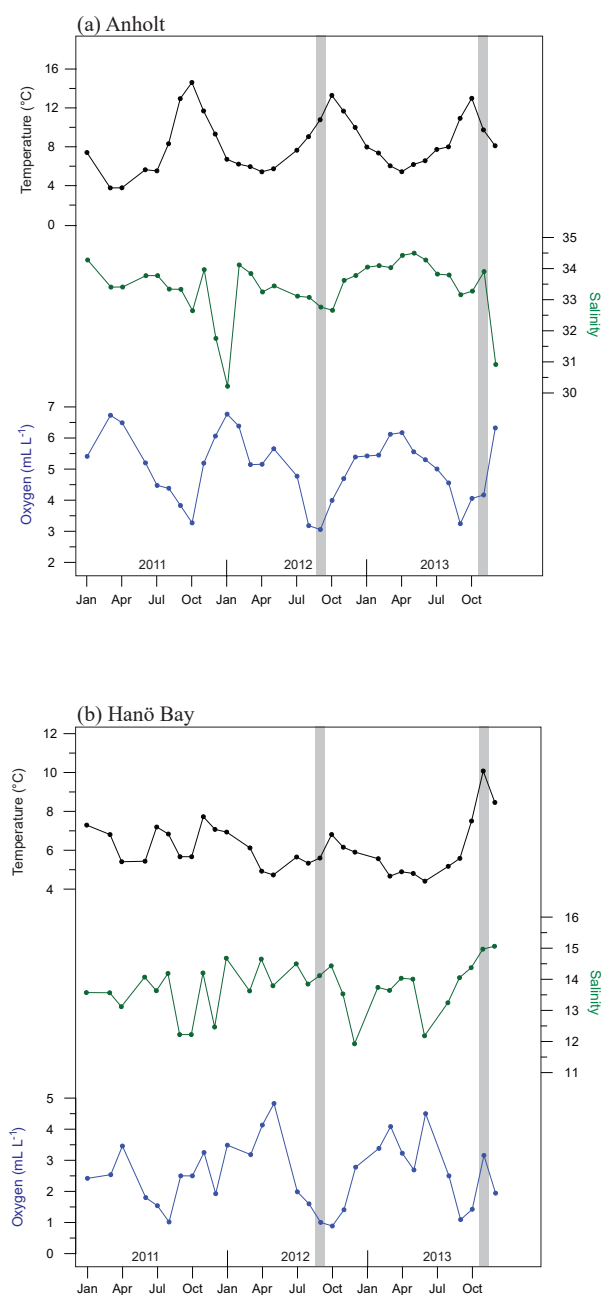 (a) Anholt
16
12
8
4
0
Temperature (°C)
35
34
33
32
31
30
Salinity
7
6
5
4
3
2
Oxygen (mL L-1)
2011 2012 2013
Jan Apr Jul Oct Jan Apr Jul Oct Jan Apr Jul Oct
(b) Hanö Bay
12
10
8
6
4
Temperature (°C)
16
15
14
13
12
11
Salinity
5
4
3
2
1
0
Oxygen (mL L-1)
2011 2012 2013
Jan Apr Jul Oct Jan Apr Jul Oct Jan Apr Jul Oct